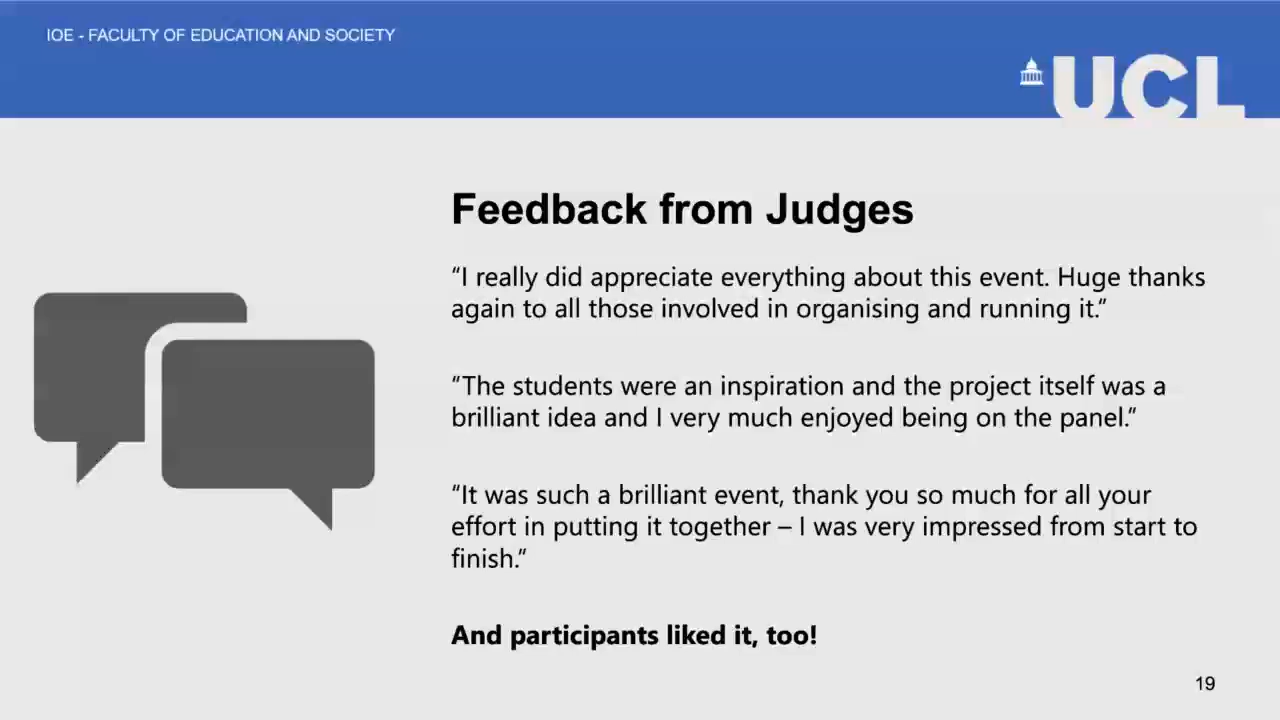 IOE - FACULTY OF EDUCATION AND SOCIETY
UCL
Feedback from Judges
“I really did appreciate everything about this event. Huge thanks
again to all those involved in organising and running it.“
“The students were an inspiration and the project itself was a
brilliant idea and I very much enjoyed being on the panel.”
“It was such a brilliant event, thank you so much for all your
effort in putting it together – I was very impressed from start to
finish.“
And participants liked it, too!
19